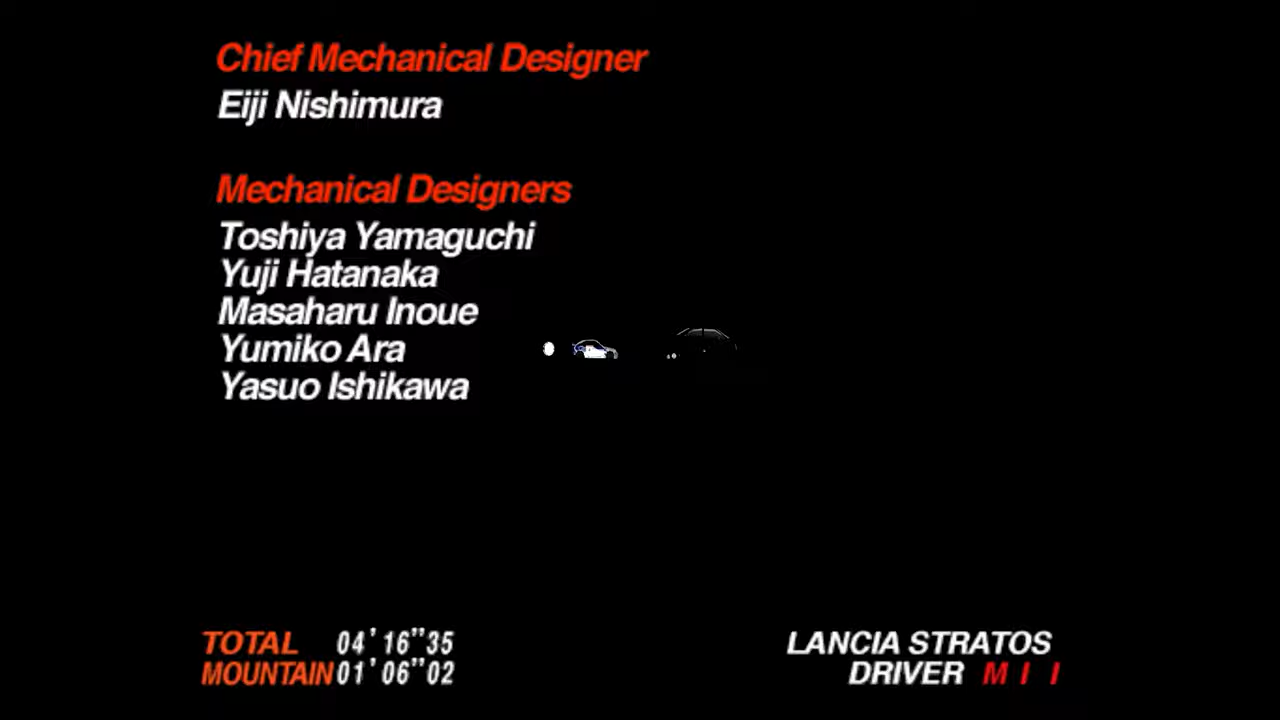 Chief Mechanical Designer
Eiji Nishimura
Mechanical Designers
Toshiya Yamaguchi
Yuji Hatanaka
Masaharu Inoue
Yumiko Ara
Yasuo Ishikawa
TOTAL 04'16"35
MOUNTAIN 01'06"02
LANCIA STRATOS
DRIVER M I I